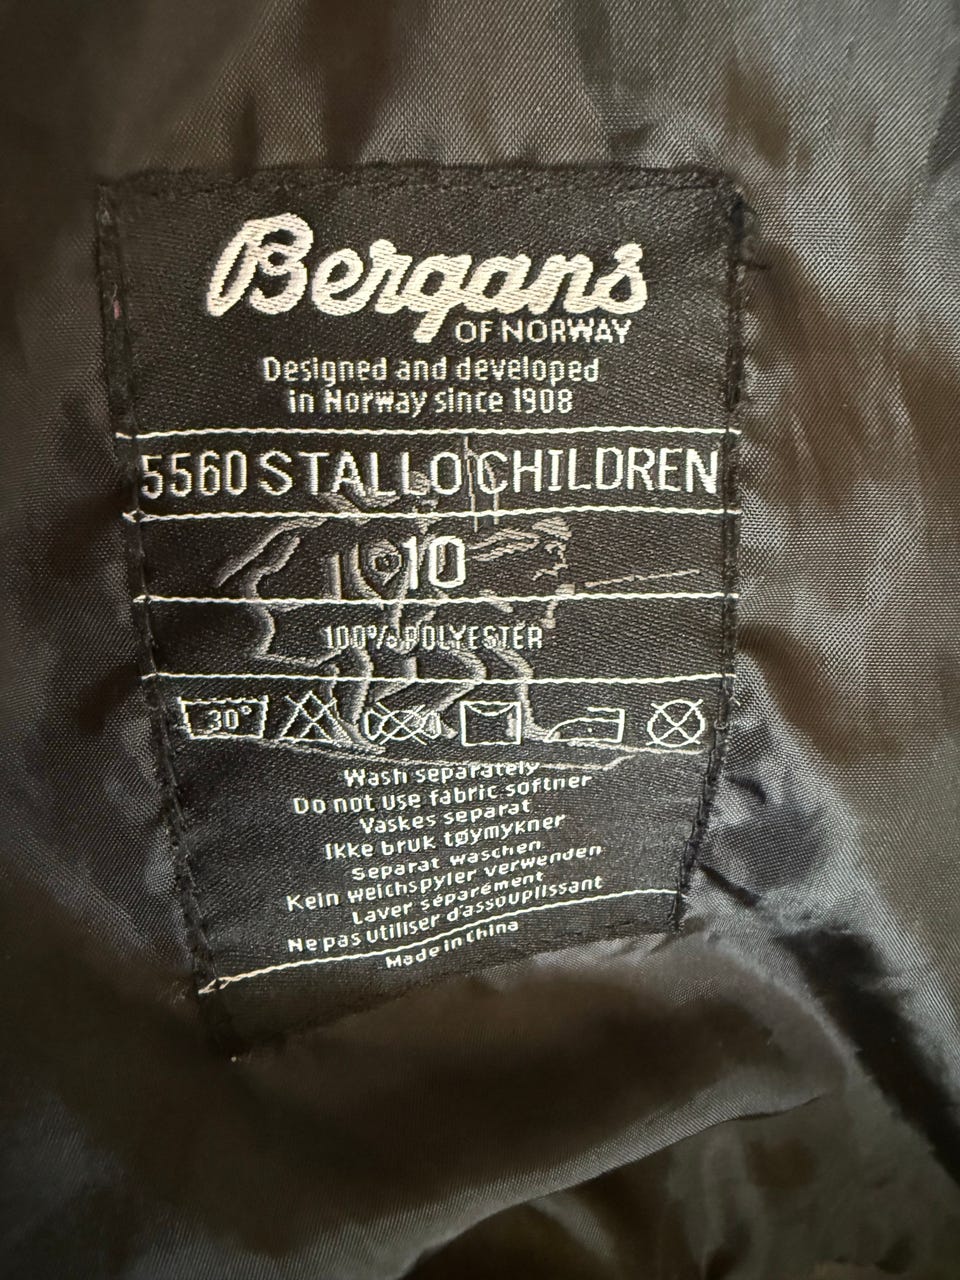 Bergans
OF NORWAY
Designed and developed
in Norway since 1908
5560 STALLO CHILDREN
10
100% POLYESTER
30°
Wash separately
Do not use fabric softner
Vaskes separat
Ikke bruk tøymykner
Separat waschen
Kein weichspyler verwenden
Laver séparément
Ne pas Utiliser d'assouplissant
Made in China